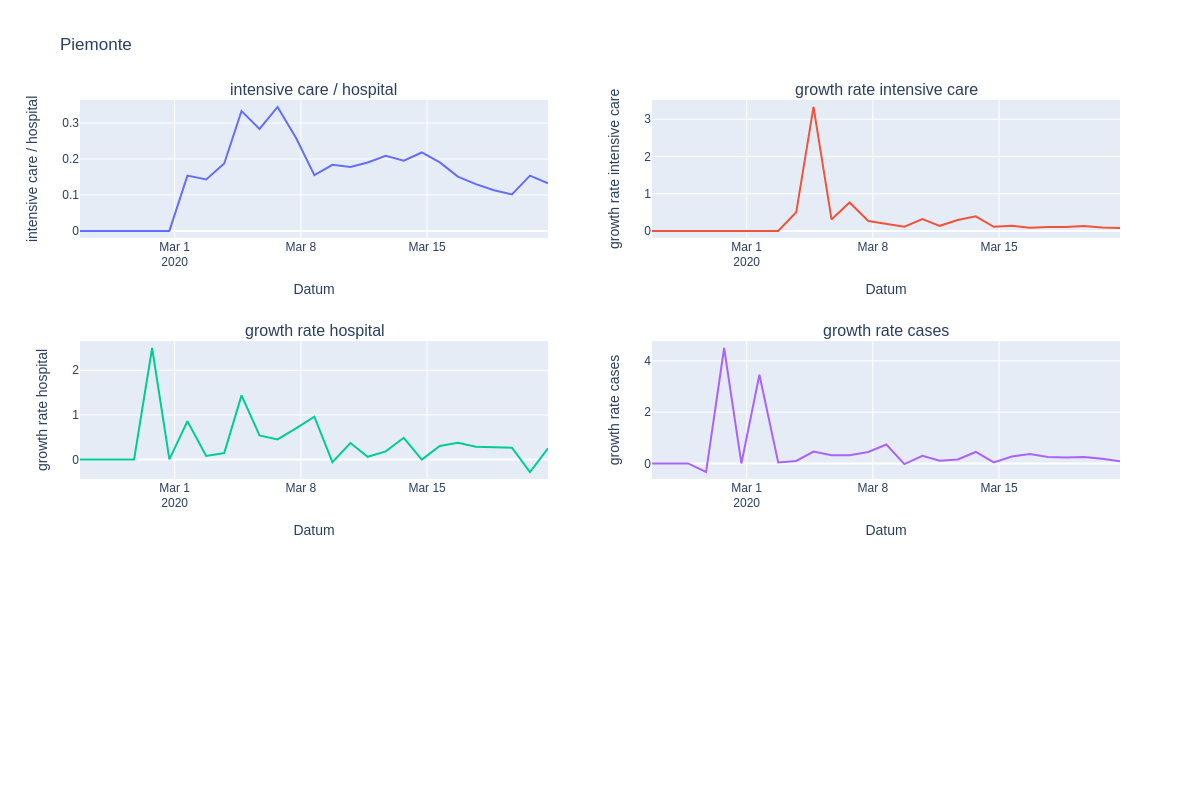 Piemonte
intensive care / hospital
intensive care / hospital
0.3
0.2
0.1
0
Mar 1
2020
Mar 8
Mar 15
Datum
growth rate intensive care
growth rate intensive care
3
2
1
0
Mar 1
2020
Mar 8
Mar 15
Datum
growth rate hospital
growth rate hospital
2
1
0
Mar 1
2020
Mar 8
Mar 15
Datum
growth rate cases
growth rate cases
4
2
0
Mar 1
2020
Mar 8
Mar 15
Datum